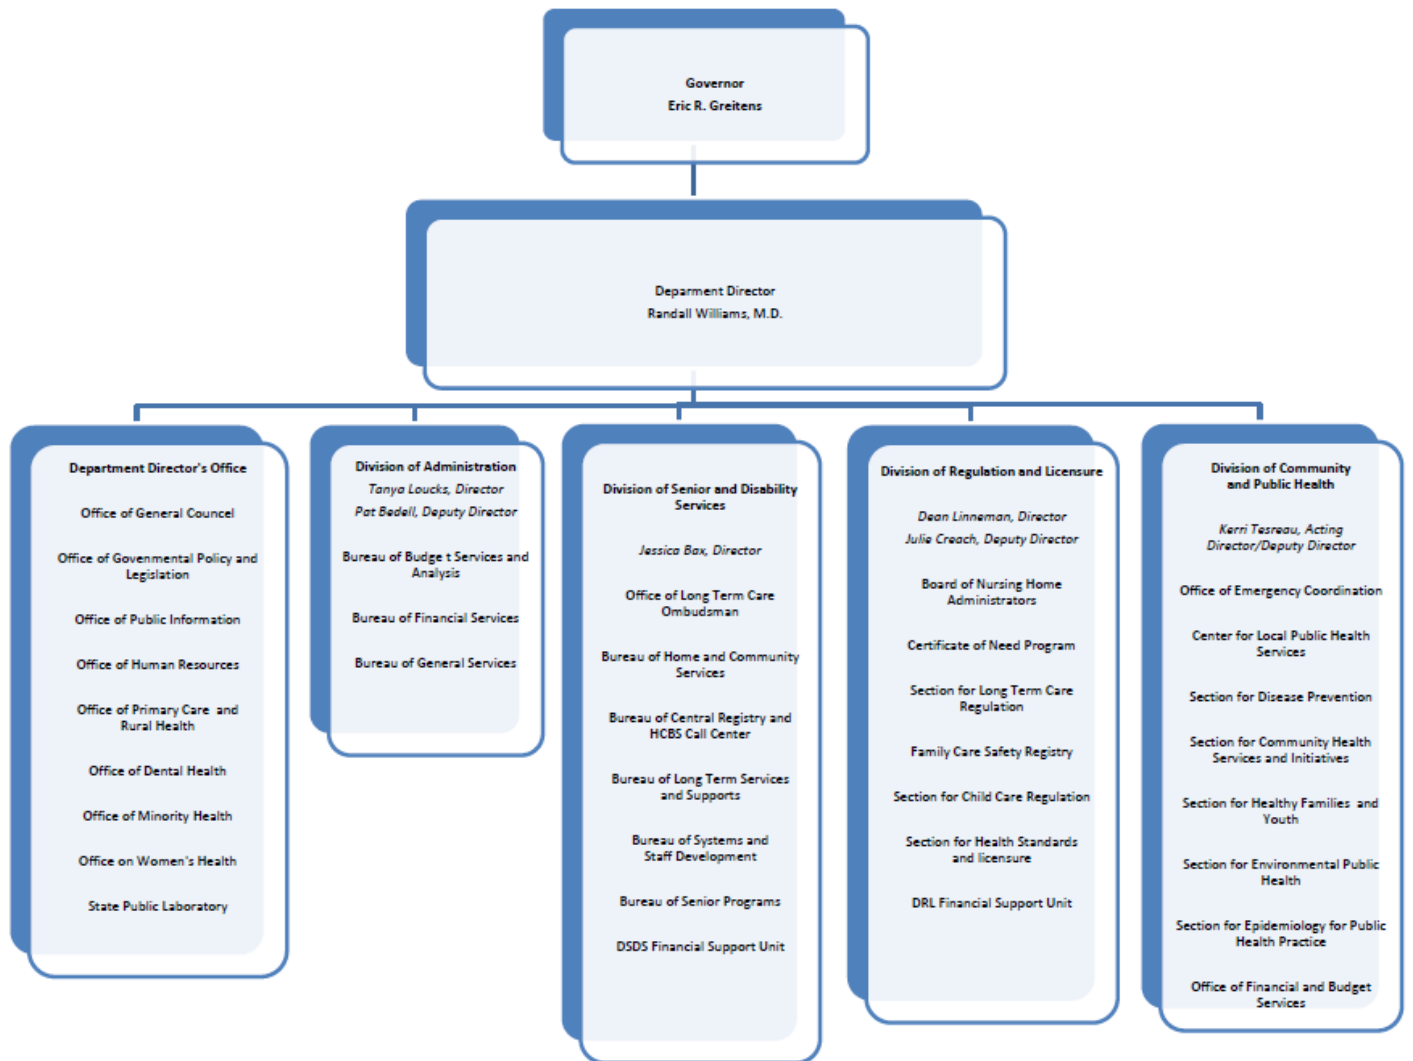 Governor
Eric R. Greitens
Deparment Director
Randall Williams, M.D.
Department Director's Office
Office of General Councel
Office of Govenmental Policy and
Legislation
Office of Public Information
Office of Human Resources
Office of Primary Care and
Rural Health
Office of Dental Health
Office of Minority Health
Office on Women's Health
State Public Laboratory
Division of Administration
Tanya Loucks, Director
Pat Bedell, Deputy Director
Bureau of Budge t Services and
Analysis
Bureau of Financial Services
Bureau of General Services
Division of Senior and Disability
Services
Jessica Bax, Director
Office of Long Term Care
Ombudsman
Bureau of Home and Community
Services
Bureau of Central Registry and
HCBS Call Center
Bureau of Long Term Services
and Supports
Bureau of Systems and
Staff Development
Bureau of Senior Programs
DSDS Financial Support Unit
Division of Regulation and Licensure
Dean Linneman, Director
Julie Creach, Deputy Director
Board of Nursing Home
Administrators
Certificate of Need Program
Section for Long Term Care
Regulation
Family Care Safety Registry
Section for Child Care Regulation
Section for Health Standards
and licensure
DRL Financial Support Unit
Division of Community
and Public Health
Kerri Tesreau, Acting
Director/Deputy Director
Office of Emergency Coordination
Center for Local Public Health
Services
Section for Disease Prevention
Section for Community Health
Services and Initiatives
Section for Healthy Families and
Youth
Section for Environmental Public
Health
Section for Epidemiology for Public
Health Practice
Office of Financial and Budget
Services